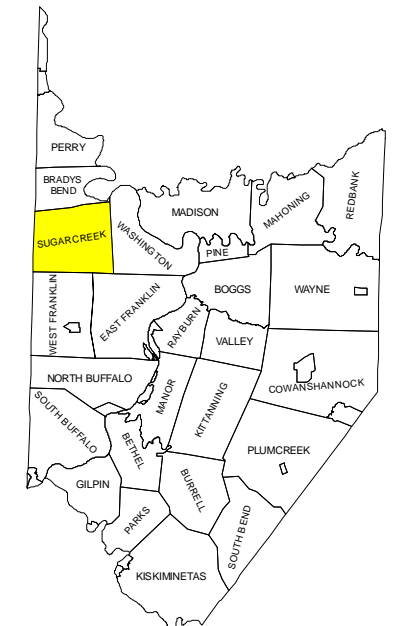 PERRY
BRADYS
BEND
MADISON
MAHONING
REDBANK
SUGARCREEK
WASHINGTON
PINE
WEST FRANKLIN
EAST FRANKLIN
BOGGS
WAYNE
RAYBURN
VALLEY
NORTH BUFFALO
MANOR
KITTANNING
COWANSHANNOCK
SOUTH BUFFALO
BETHEL
PLUMCREEK
GILPIN
BURRELL
PARKS
SOUTH BEND
KISKIMINETAS